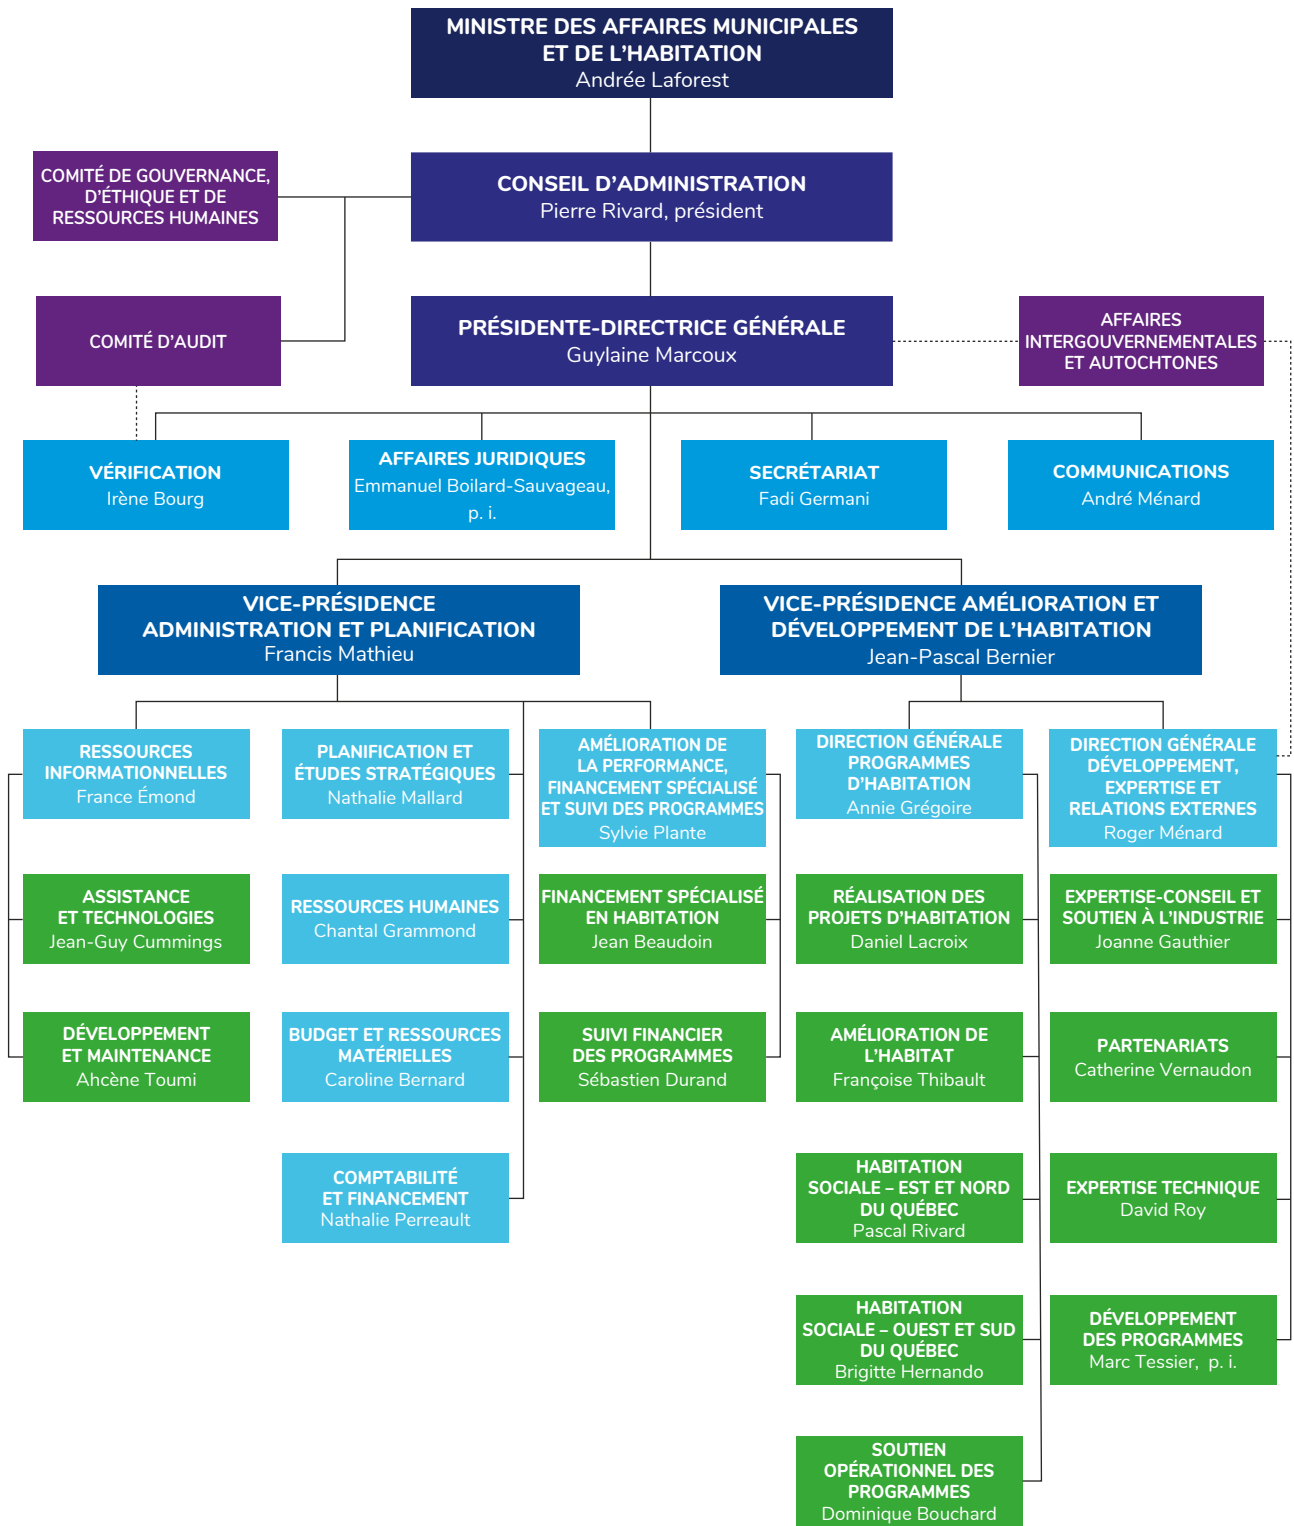 MINISTRE DES AFFAIRES MUNICIPALES
ET DE L’HABITATION
Andrée Laforest
COMITÉ DE GOUVERNANCE,
D’ÉTHIQUE ET DE
RESSOURCES HUMAINES
CONSEIL D’ADMINISTRATION
Pierre Rivard, président
COMITÉ D’AUDIT
PRÉSIDENTE-DIRECTRICE GÉNÉRALE
Guylaine Marcoux
AFFAIRES
INTERGOUVERNEMENTALES
ET AUTOCHTONES
VÉRIFICATION
Irène Bourg
AFFAIRES JURIDIQUES
Emmanuel Boilard-Sauvageau,
p. i.
SECRÉTARIAT
Fadi Germani
COMMUNICATIONS
André Ménard
VICE-PRÉSIDENCE
ADMINISTRATION ET PLANIFICATION
Francis Mathieu
VICE-PRÉSIDENCE AMÉLIORATION ET
DÉVELOPPEMENT DE L’HABITATION
Jean-Pascal Bernier
RESSOURCES
INFORMATIONNELLES
France Émond
PLANIFICATION ET
ÉTUDES STRATÉGIQUES
Nathalie Mallard
AMÉLIORATION DE
LA PERFORMANCE,
FINANCEMENT SPÉCIALISÉ
ET SUIVI DES PROGRAMMES
Sylvie Plante
DIRECTION GÉNÉRALE
PROGRAMMES
D’HABITATION
Annie Grégoire
DIRECTION GÉNÉRALE
DÉVELOPPEMENT,
EXPERTISE ET
RELATIONS EXTERNES
Roger Ménard
ASSISTANCE
ET TECHNOLOGIES
Jean-Guy Cummings
RESSOURCES HUMAINES
Chantal Grammond
FINANCEMENT SPÉCIALISÉ
EN HABITATION
Jean Beaudoin
RÉALISATION DES
PROJETS D’HABITATION
Daniel Lacroix
EXPERTISE-CONSEIL ET
SOUTIEN À L’INDUSTRIE
Joanne Gauthier
DÉVELOPPEMENT
ET MAINTENANCE
Ahcène Toumi
BUDGET ET RESSOURCES
MATÉRIELLES
Caroline Bernard
SUIVI FINANCIER
DES PROGRAMMES
Sébastien Durand
AMÉLIORATION DE
L’HABITAT
Françoise Thibault
PARTENARIATS
Catherine Vernaudon
COMPTABILITÉ
ET FINANCEMENT
Nathalie Perreault
HABITATION
SOCIALE – EST ET NORD
DU QUÉBEC
Pascal Rivard
EXPERTISE TECHNIQUE
David Roy
HABITATION
SOCIALE – OUEST ET SUD
DU QUÉBEC
Brigitte Hernando
DÉVELOPPEMENT
DES PROGRAMMES
Marc Tessier, p. i.
SOUTIEN
OPÉRATIONNEL DES
PROGRAMMES
Dominique Bouchard